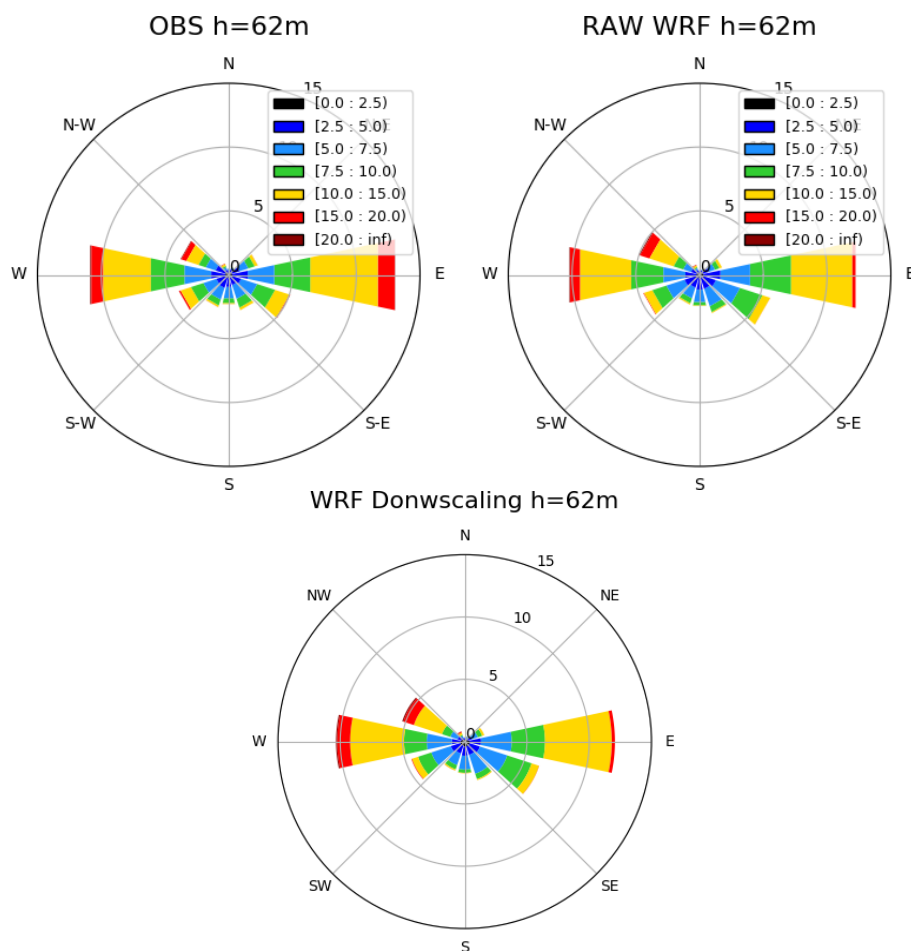 OBS h=62m
N
N-W
15
[0.0 : 2.5)
[2.5 : 5.0)
[5.0 : 7.5)
[7.5 : 10.0)
[10.0 : 15.0)
[15.0 : 20.0)
[20.0 : inf)
N-E
5
0
W
E
S-W
S-E
S
RAW WRF h=62m
N
N-W
15
[0.0 : 2.5)
[2.5 : 5.0)
[5.0 : 7.5)
[7.5 : 10.0)
[10.0 : 15.0)
[15.0 : 20.0)
[20.0 : inf)
5
0
W
E
S-W
S-E
S
WRF Donwscaling h=62m
N
NW
15
NE
10
5
0
W
E
SW
SE
S